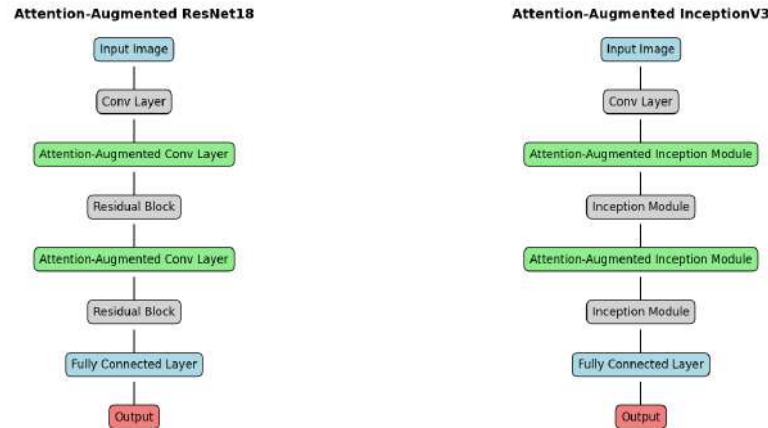 Attention-Augmented ResNet18
Input Image
Conv Layer
Attention-Augmented Conv Layer
Residual Block
Attention-Augmented Conv Layer
Residual Block
Fully Connected Layer
Output
Attention-Augmented InceptionV3
Input Image
Conv Layer
Attention-Augmented Inception Module
Inception Module
Attention-Augmented Inception Module
Inception Module
Fully Connected Layer
Output